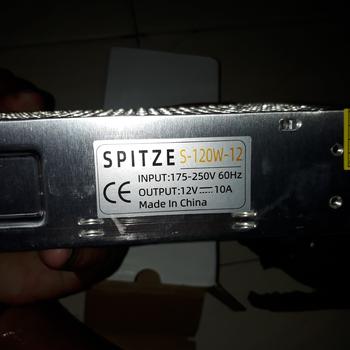 SPITZE S-120W-12
INPUT:175-250V 60Hz
CE OUTPUT:12V⎓10A
Made In China